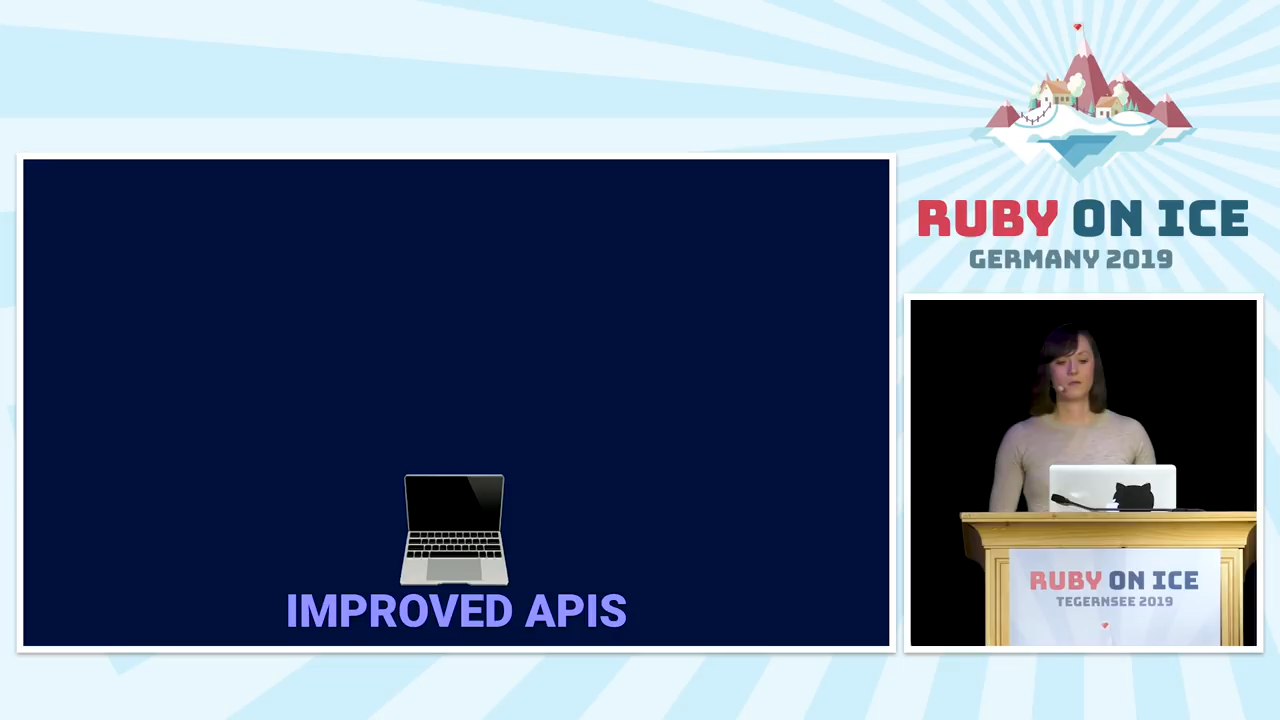 RUBY ON ICE
GERMANY 2019
IMPROVED APIS
RUBY ON ICE
TEGERNSEE 2019